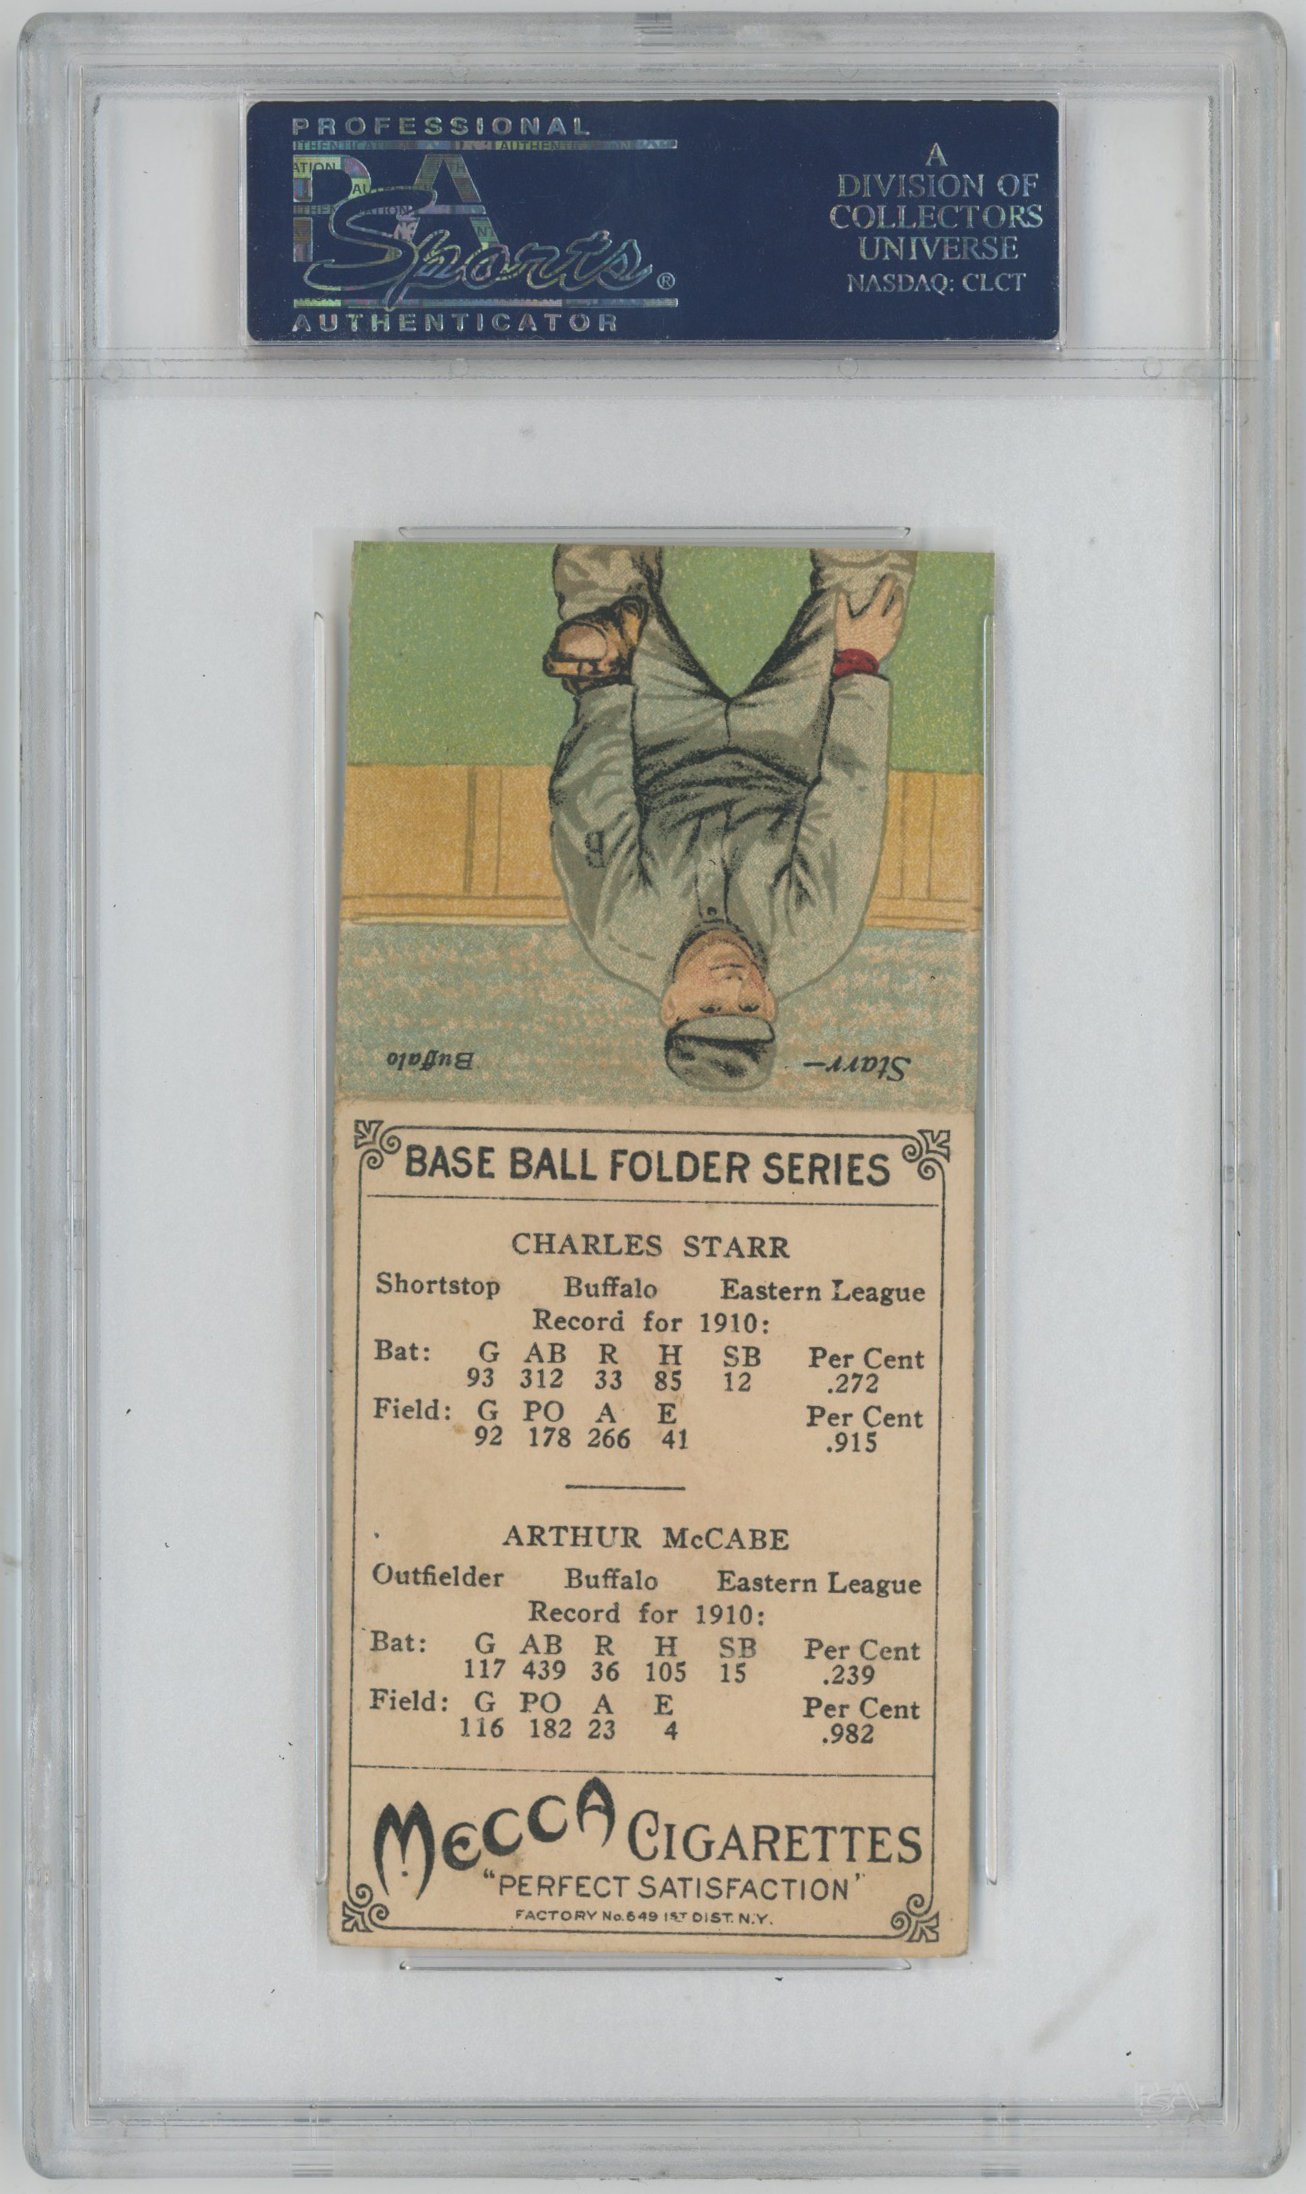 PROFESSIONAL
PSA
Sports®
AUTHENTICATOR
A
DIVISION OF
COLLECTORS
UNIVERSE
NASDAQ: CLCT
Starr— Buffalo
BASE BALL FOLDER SERIES
CHARLES STARR
Shortstop Buffalo Eastern League
Record for 1910:
Bat: G AB R H SB Per Cent
93 312 33 85 12 .272
Field: G PO A E Per Cent
92 178 266 41 .915
ARTHUR McCABE
Outfielder Buffalo Eastern League
Record for 1910:
Bat: G AB R H SB Per Cent
117 439 36 105 15 .239
Field: G PO A E Per Cent
116 182 23 4 .982
MECCA CIGARETTES
"PERFECT SATISFACTION"
FACTORY No. 649 1ST DIST. N.Y.
PSA